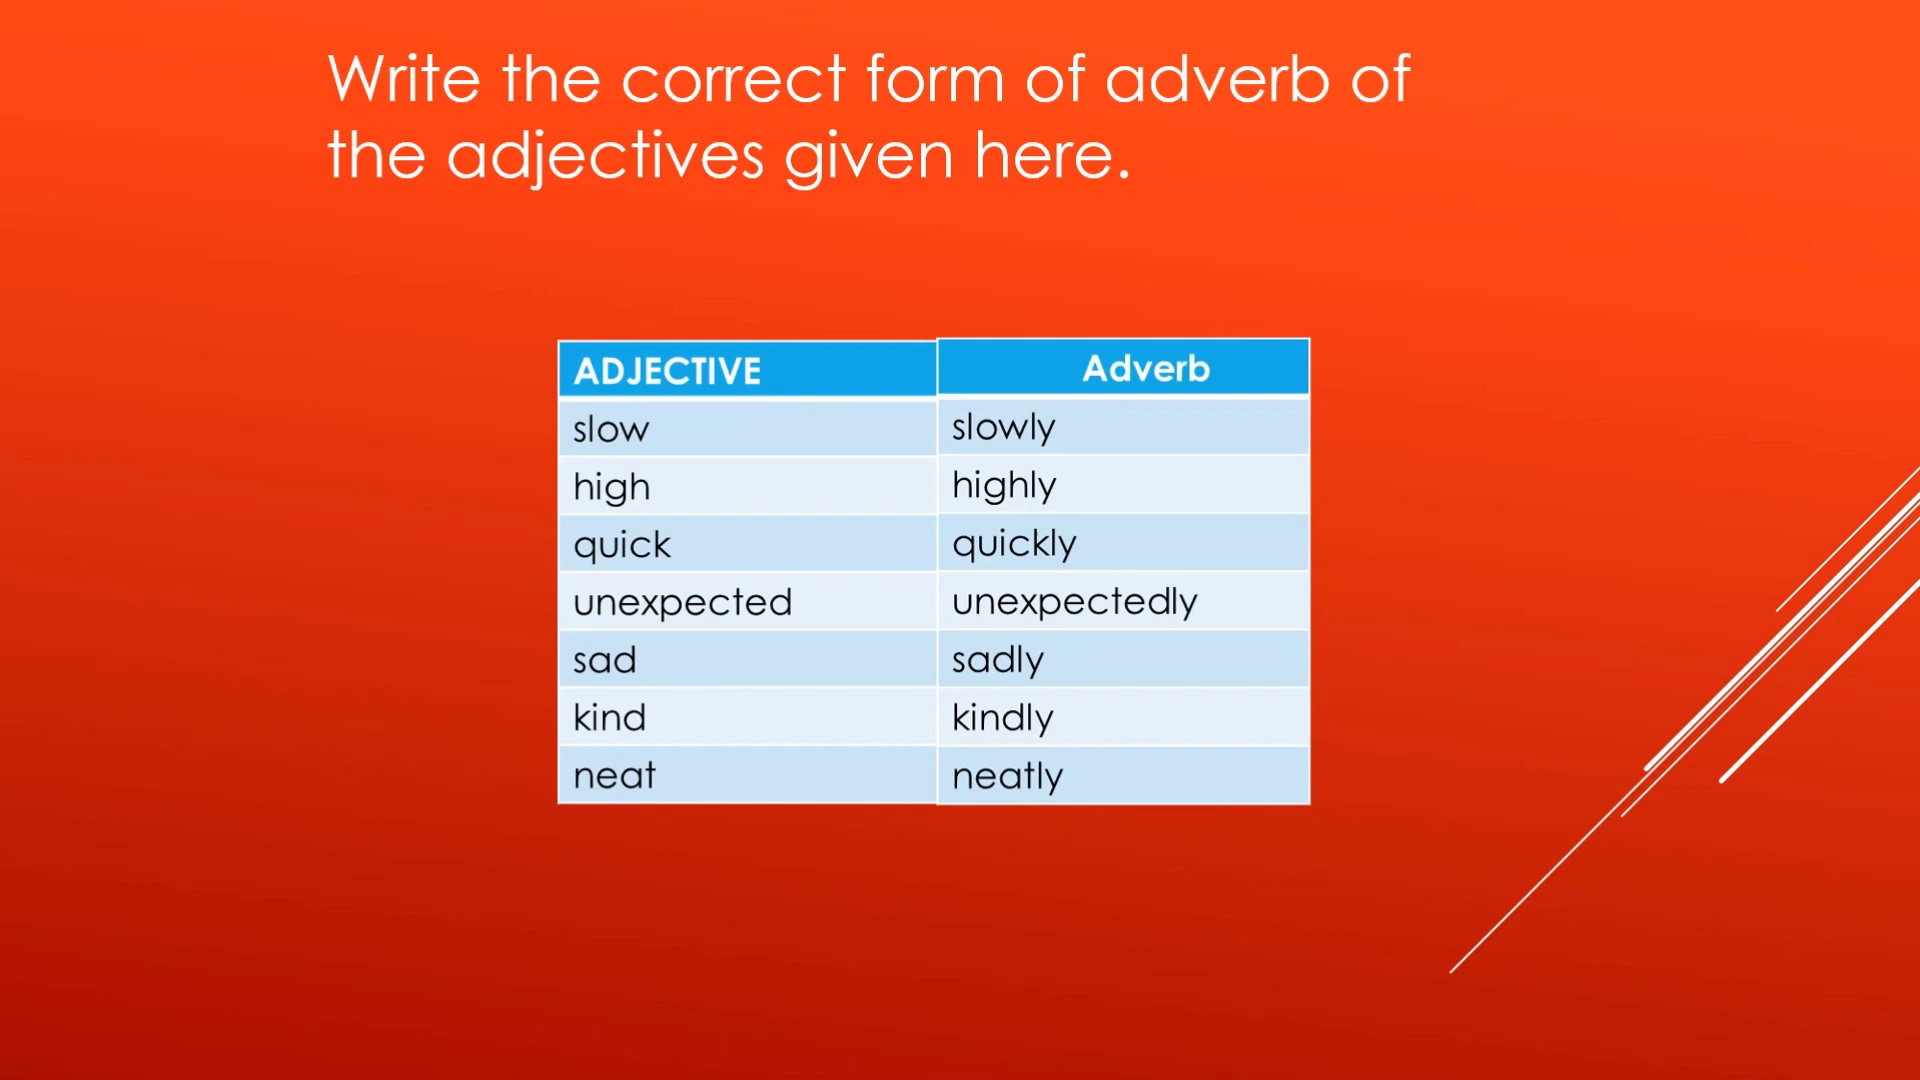 Write the correct form of adverb of
the adjectives given here.
ADJECTIVE Adverb
slow slowly
high highly
quick quickly
unexpected unexpectedly
sad sadly
kind kindly
neat neatly